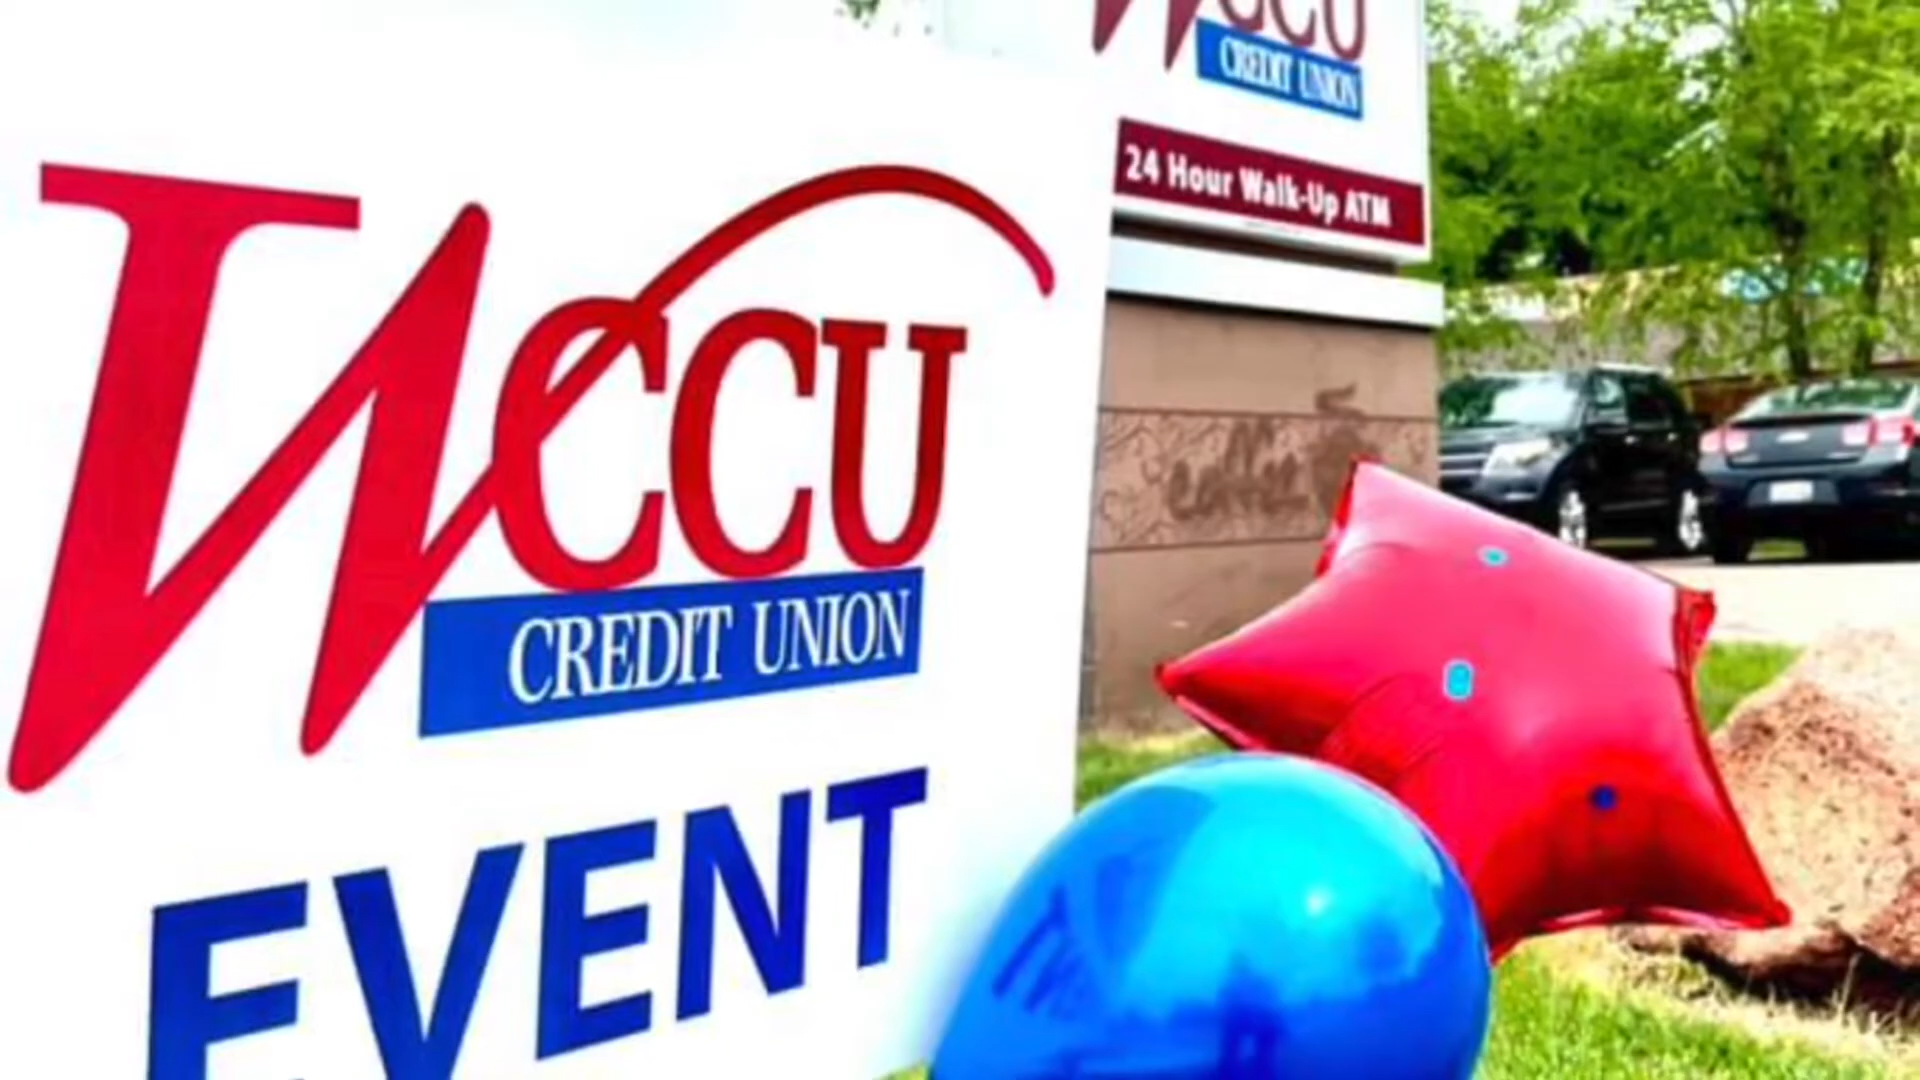 WCCU
CREDIT UNION
EVENT
WCCU
CREDIT UNION
24 Hour Walk-Up ATM